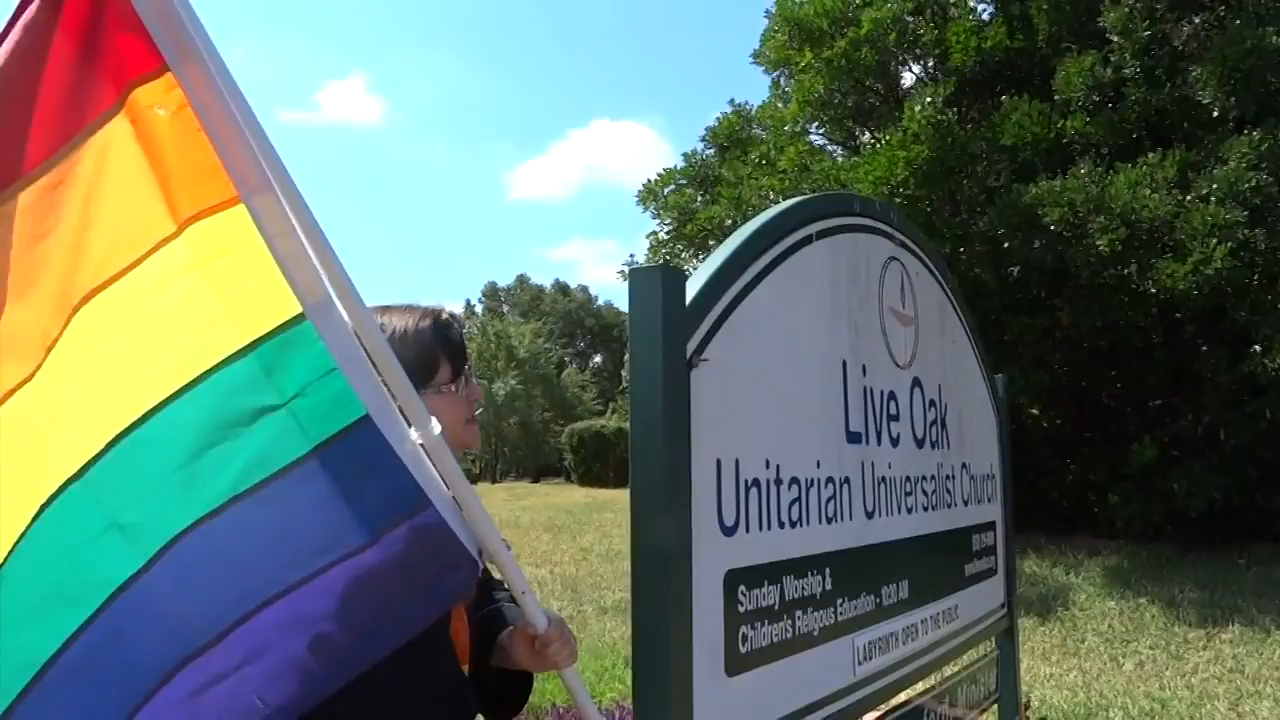 Live Oak
Unitarian Universalist Church
Sunday Worship &
Children's Religous Education - 10:30 AM
LABYRINTH OPEN TO THE PUBLIC